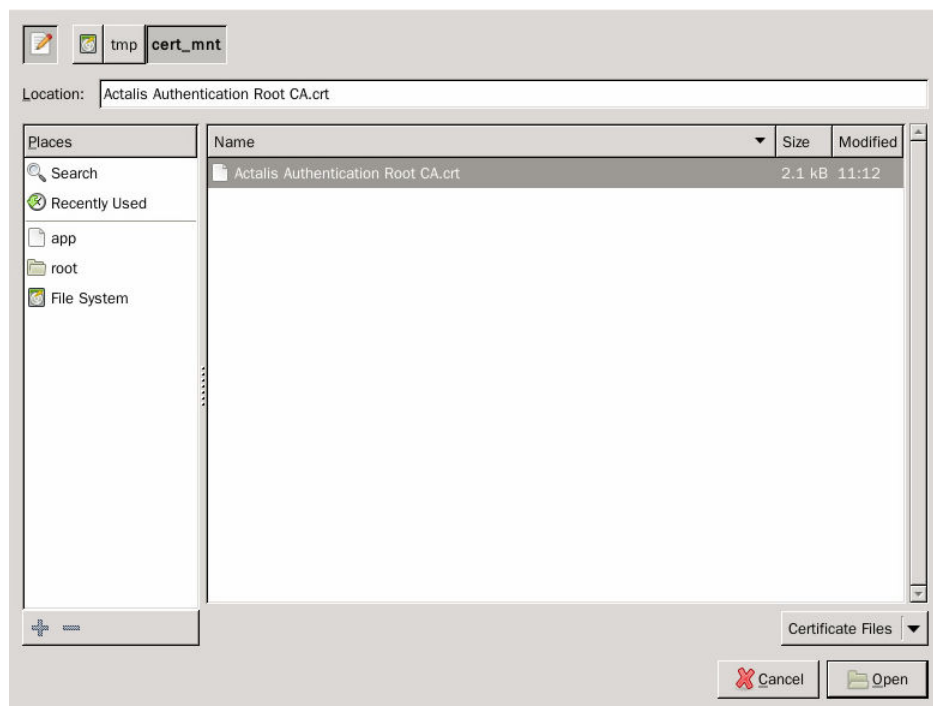 tmp cert_mnt
Location: Actalis Authentication Root CA.crt
Places
Name Size Modified
Search
Actalis Authentication Root CA.crt 2.1 kB 11:12
Recently Used
app
root
File System
Certificate Files
Cancel Open